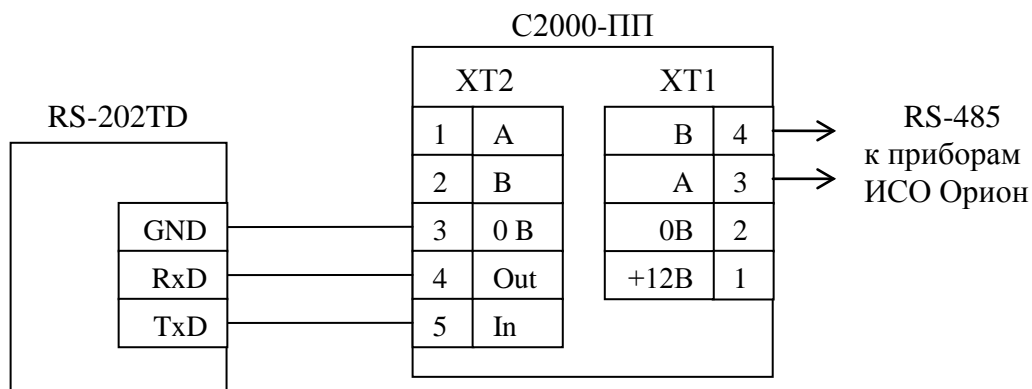 С2000-ПП
XT2 XT1
RS-202TD
1 A
2 B
3 0 В
4 Out
5 In
B 4
A 3
0В 2
+12В 1
GND
RxD
TxD
RS-485
к приборам
ИСО Орион